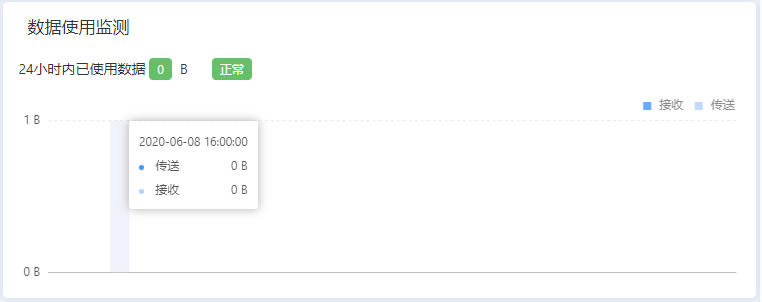 数据使用监测
24小时内已使用数据 0 B 正常
接收 传送
1 B
2020-06-08 16:00:00
传送 0 B
接收 0 B
0 B